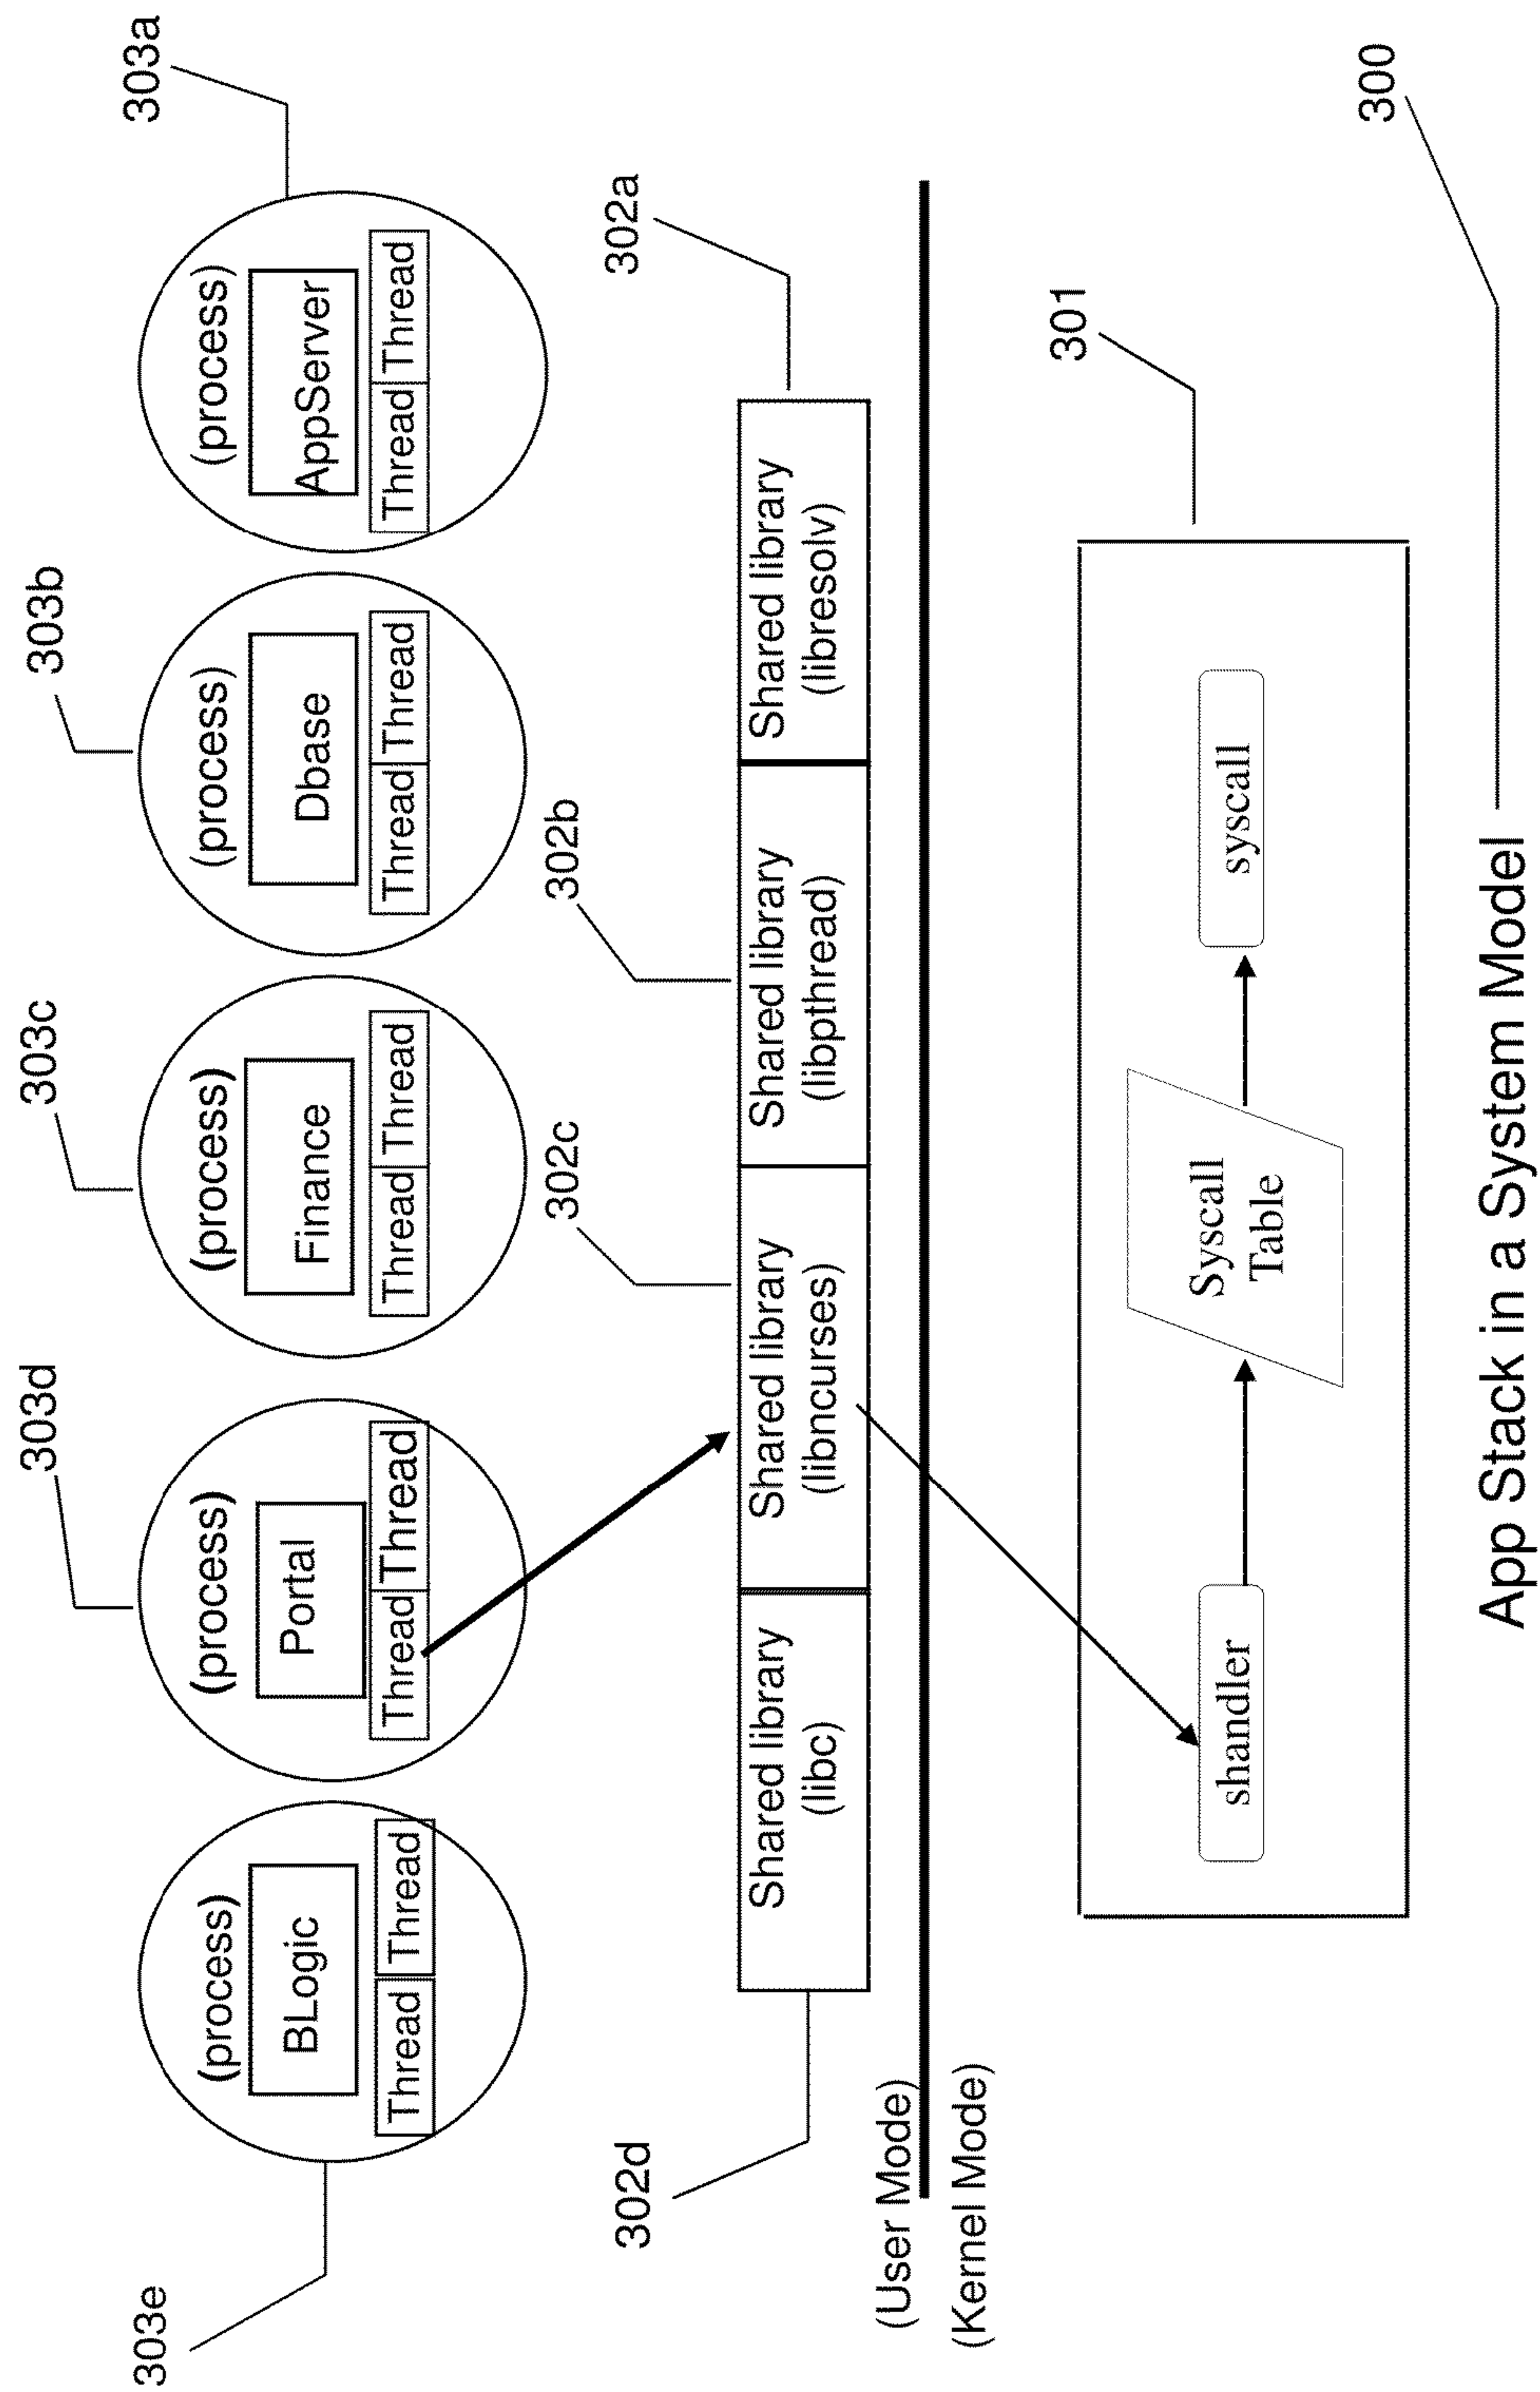 303e
303d
303c
303b
303a
(process)
BLogic
Thread Thread
(process)
Portal
Thread Thread
(process)
Finance
Thread Thread
(process)
Dbase
Thread Thread
(process)
AppServer
Thread Thread
302d
302c
302b
302a
Shared library
(libc)
Shared library
(libncurses)
Shared library
(libpthread)
Shared library
(libresolv)
(User Mode)
(Kernel Mode)
301
shandler
Syscall
Table
syscall
App Stack in a System Model
300